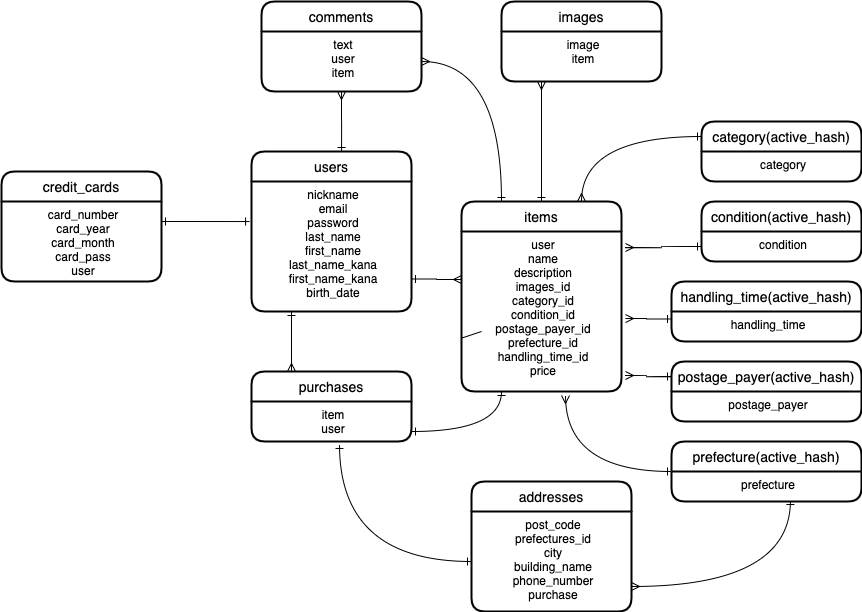 comments
text
user
item
images
image
item
category(active_hash)
category
users
nickname
email
password
last_name
first_name
last_name_kana
first_name_kana
birth_date
credit_cards
card_number
card_year
card_month
card_pass
user
items
user
name
description
images_id
category_id
condition_id
postage_payer_id
prefecture_id
handling_time_id
price
condition(active_hash)
condition
handling_time(active_hash)
handling_time
postage_payer(active_hash)
postage_payer
purchases
item
user
prefecture(active_hash)
prefecture
addresses
post_code
prefectures_id
city
building_name
phone_number
purchase